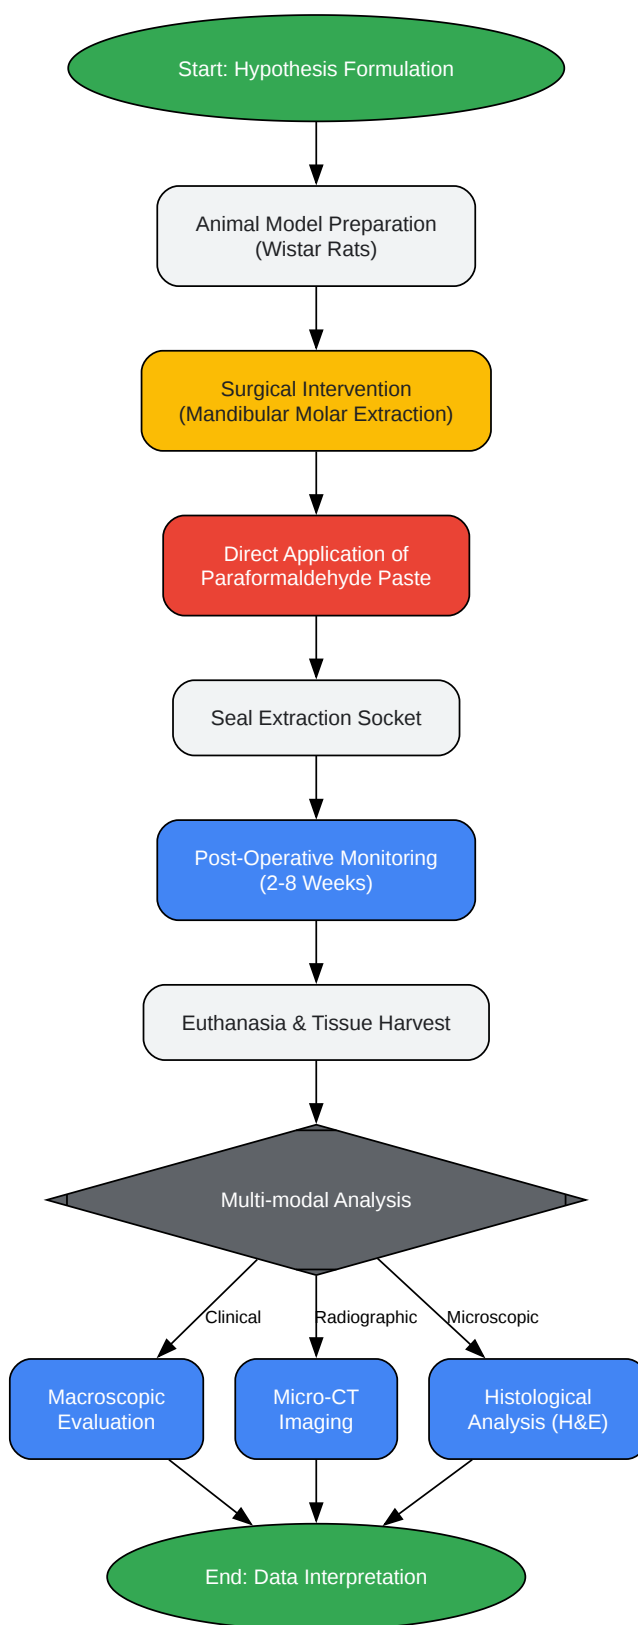 Start: Hypothesis Formulation
Animal Model Preparation
(Wistar Rats)
Surgical Intervention
(Mandibular Molar Extraction)
Direct Application of
Paraformaldehyde Paste
Seal Extraction Socket
Post-Operative Monitoring
(2-8 Weeks)
Euthanasia & Tissue Harvest
Multi-modal Analysis
Clinical
Radiographic
Microscopic
Macroscopic
Evaluation
Micro-CT
Imaging
Histological
Analysis (H&E)
End: Data Interpretation